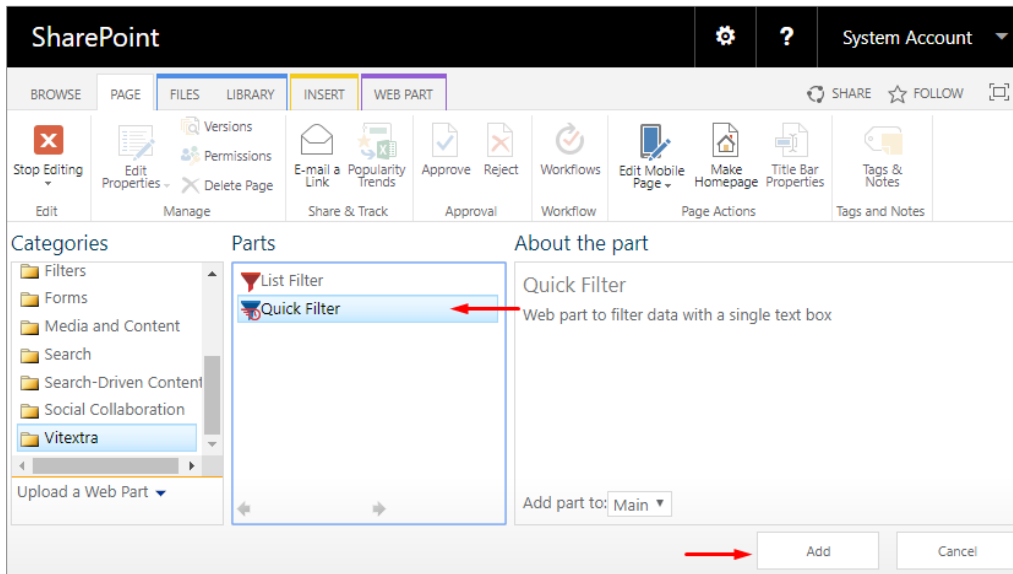 SharePoint
?
System Account
BROWSE PAGE FILES LIBRARY INSERT WEB PART SHARE FOLLOW
Stop Editing
Edit
Edit
Properties
Versions
Permissions
Delete Page
Manage
E-mail a
Link
Popularity
Trends
Share & Track
Approve
Reject
Approval
Workflows
Workflow
Edit Mobile
Page
Make
Homepage
Title Bar
Properties
Page Actions
Tags &
Notes
Tags and Notes
Categories
Filters
Forms
Media and Content
Search
Search-Driven Content
Social Collaboration
Vitextra
Upload a Web Part
Parts
List Filter
Quick Filter
About the part
Quick Filter
Web part to filter data with a single text box
Add part to: Main
Add
Cancel